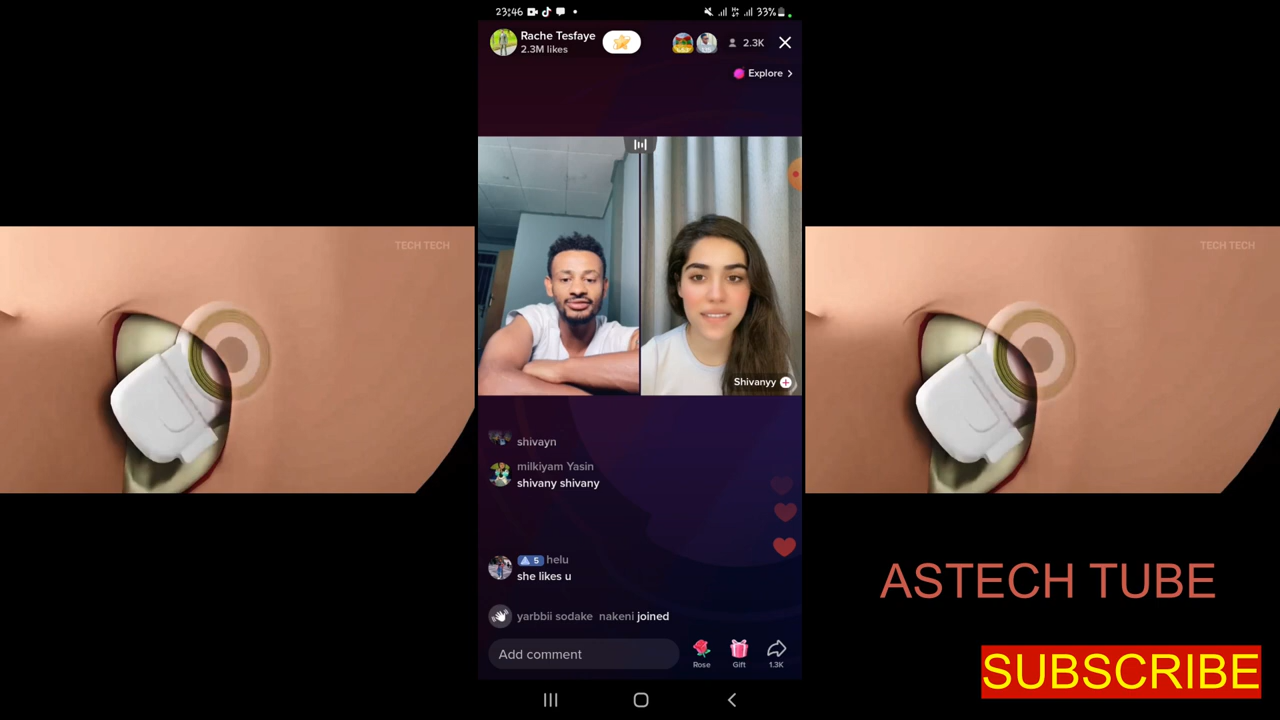 23:46
33%
Rache Tesfaye
2.3M likes
2.3K
Explore
TECH TECH
TECH TECH
Shivanyy
shivayn
milkiyam Yasin
shivany shivany
5 helu
she likes u
yarbbii sodake nakeni joined
Add comment
Rose
Gift
1.3K
ASTECH TUBE
SUBSCRIBE